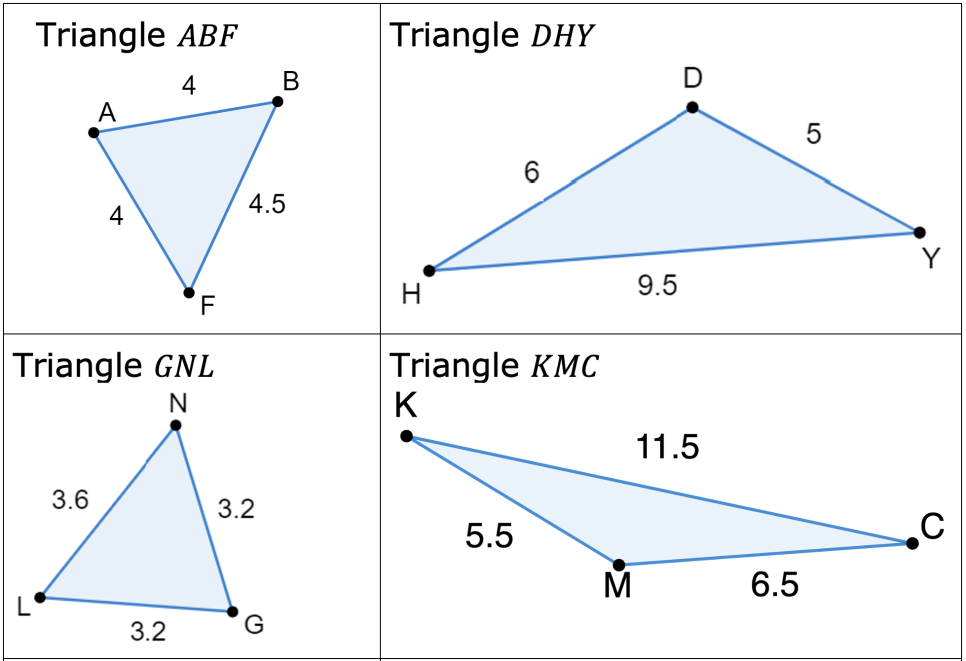 Triangle ABF
4
B
A
4
4.5
F
Triangle DHY
D
5
6
Y
H
9.5
Triangle GNL
N
3.6
3.2
L
G
3.2
Triangle KMC
K
11.5
C
5.5
M
6.5